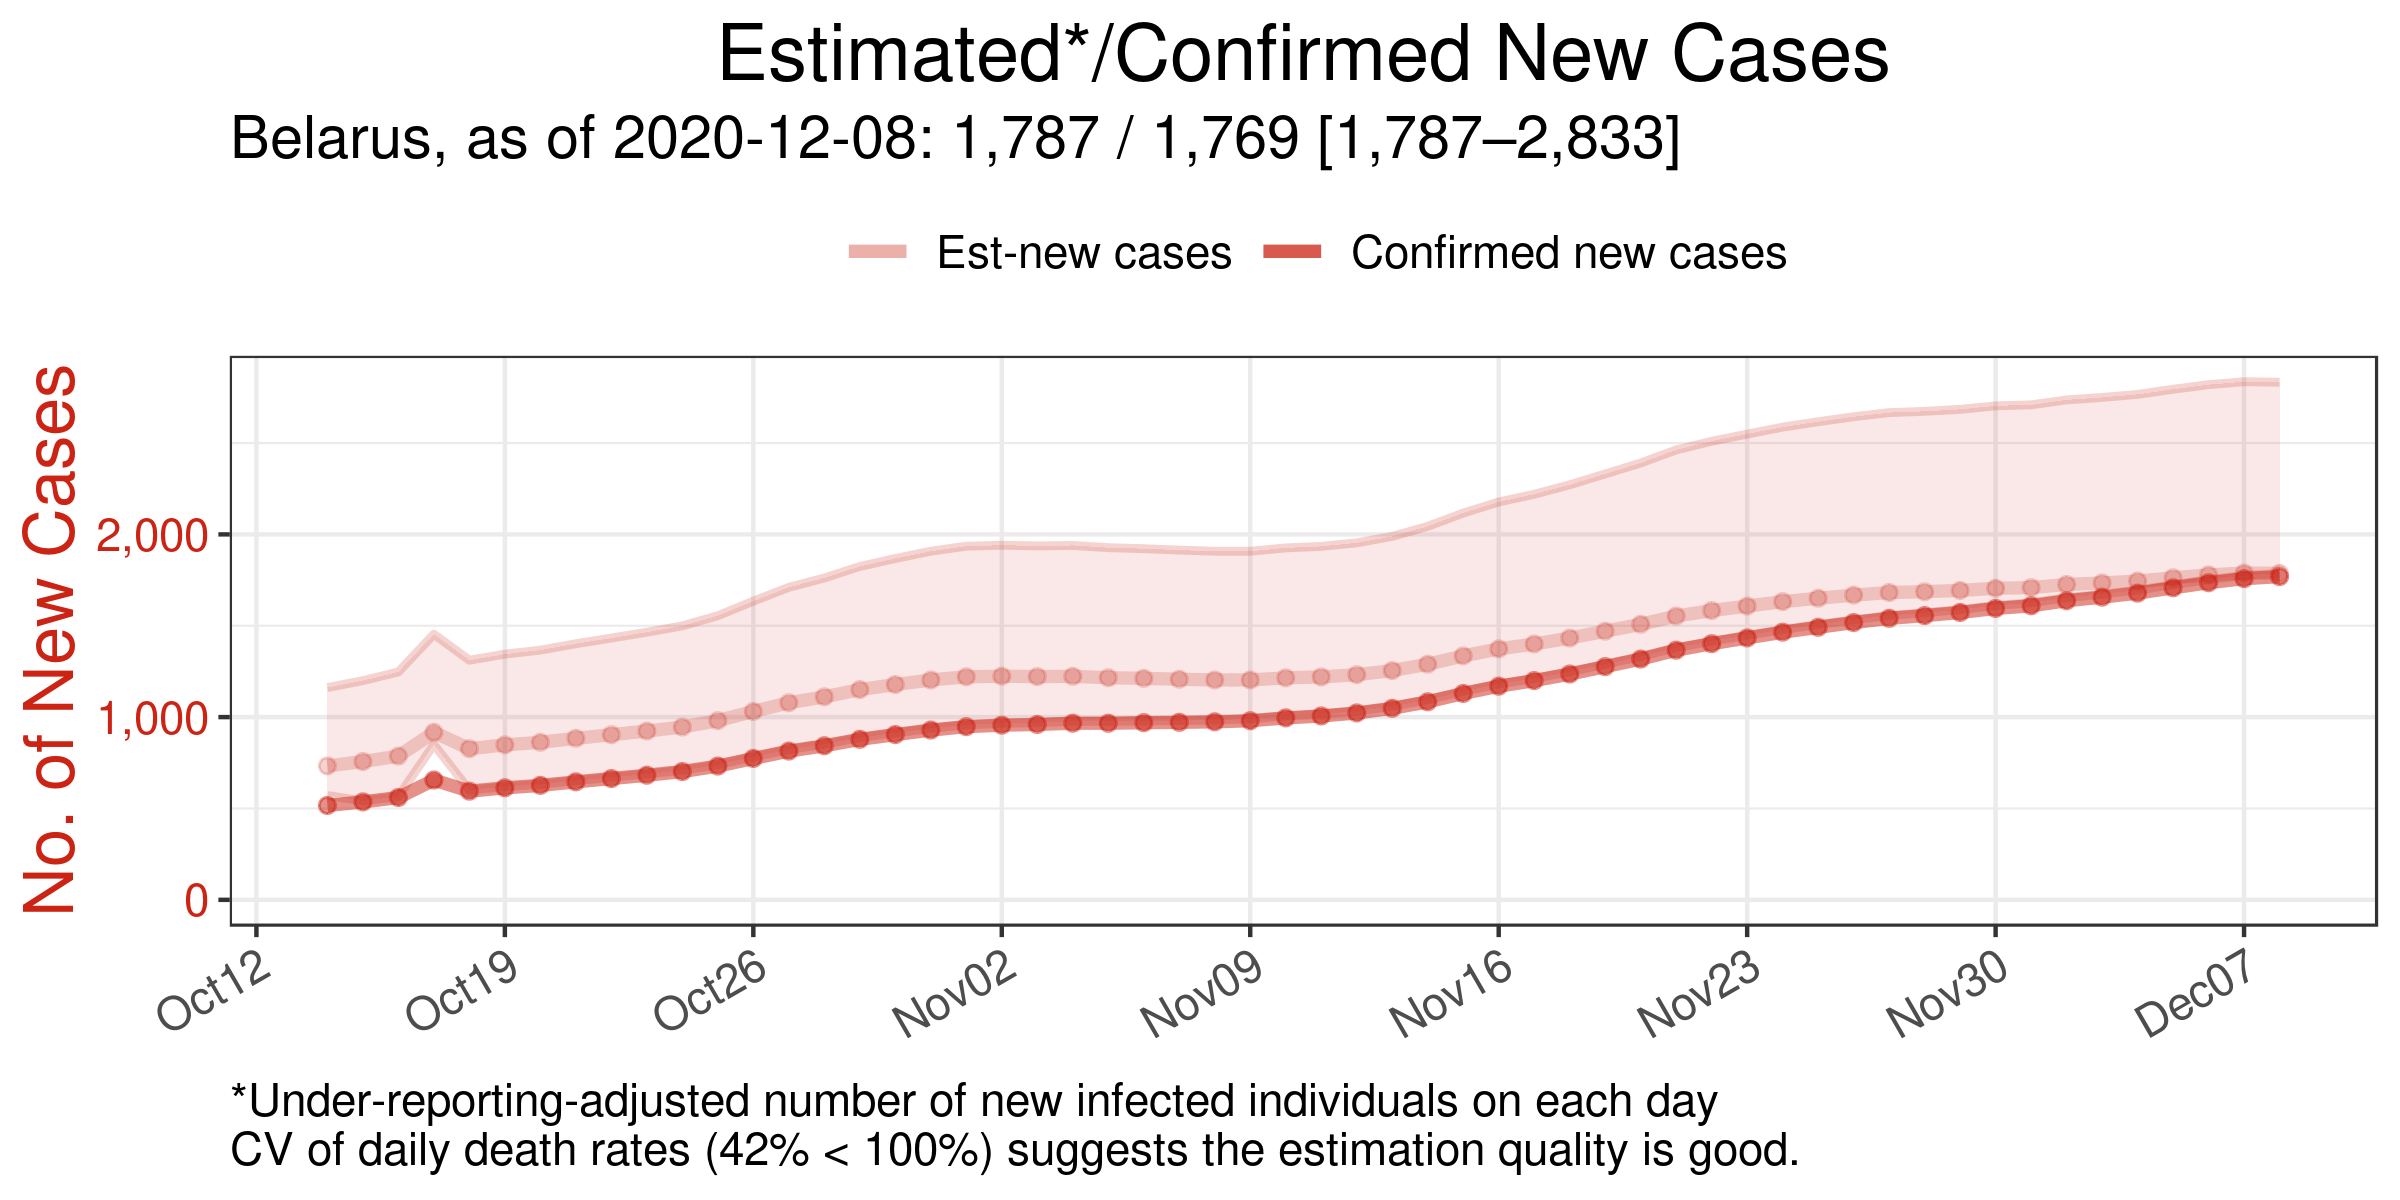 Estimated*/Confirmed New Cases
Belarus, as of 2020-12-08: 1,787 / 1,769 [1,787–2,833]
Est-new cases
Confirmed new cases
No. of New Cases
2,000
1,000
0
Oct12
Oct19
Oct26
Nov02
Nov09
Nov16
Nov23
Nov30
Dec07
*Under-reporting-adjusted number of new infected individuals on each day
CV of daily death rates (42% < 100%) suggests the estimation quality is good.